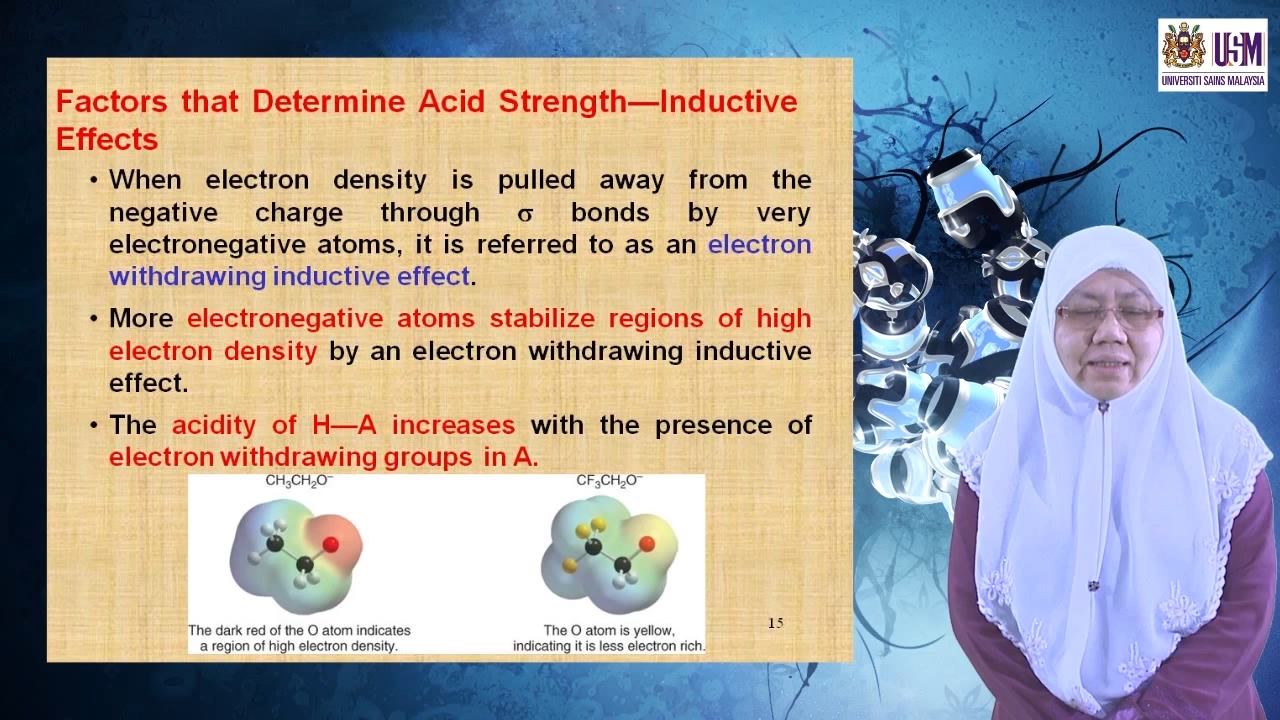 USM
UNIVERSITI SAINS MALAYSIA
Factors that Determine Acid Strength—Inductive
Effects
• When electron density is pulled away from the
negative charge through σ bonds by very
electronegative atoms, it is referred to as an electron
withdrawing inductive effect.
• More electronegative atoms stabilize regions of high
electron density by an electron withdrawing inductive
effect.
• The acidity of H—A increases with the presence of
electron withdrawing groups in A.
CH₃CH₂O⁻
CF₃CH₂O⁻
The dark red of the O atom indicates
a region of high electron density.
The O atom is yellow,
indicating it is less electron rich.
15